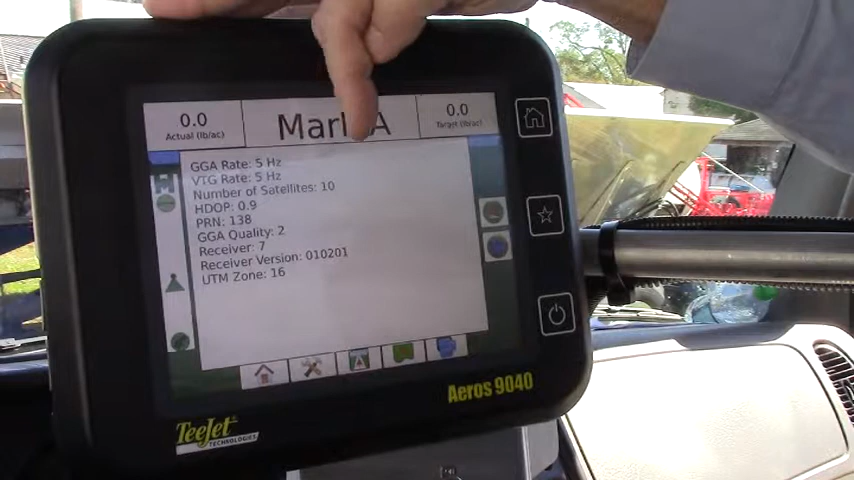 0.0
Actual (lb/ac)
Mark A
0.0
Target (lb/ac)
GGA Rate: 5 Hz
VTG Rate: 5 Hz
Number of Satellites: 10
HDOP: 0.9
PRN: 138
GGA Quality: 2
Receiver: 7
Receiver Version: 010201
UTM Zone: 16
Aeros 9040
TeeJet
TECHNOLOGIES